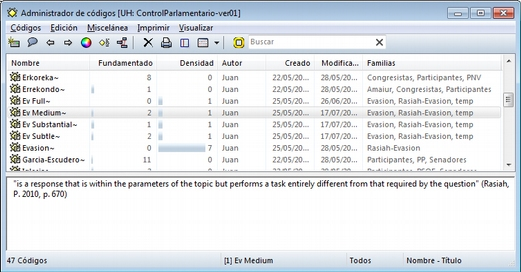 Administrador de códigos [UH: ControlParlamentario-ver01]
Códigos Edición Miscelánea Imprimir Visualizar
Buscar
Nombre Fundamentado Densidad Autor Creado Modifica... Familias
Erkoreka~ 8 0 Juan 22/05/20... 28/05/20... Congresistas, Participantes, PNV
Errekondo~ 1 0 Juan 22/05/20... 28/05/20... Amaiur, Congresistas, Participantes
Ev Full~ 0 1 Juan 25/05/20... 26/06/20... Evasion, Rasiah-Evasion, temp
Ev Medium~ 2 1 Juan 25/05/20... 17/07/20... Evasion, Rasiah-Evasion, temp
Ev Substantial~ 1 1 Juan 25/05/20... 17/07/20... Evasion, Rasiah-Evasion, temp
Ev Subtle~ 2 1 Juan 25/05/20... 17/07/20... Evasion, Rasiah-Evasion, temp
Evasion~ 0 7 Juan 25/05/20... 28/05/20... Rasiah-Evasion
Garcia-Escudero~ 11 0 Juan 22/05/20... 28/05/20... Participantes, PP, Senadores
"is a response that is within the parameters of the topic but performs a task entirely different from that required by the question" (Rasiah,
P. 2010, p. 670)
47 Códigos [1] Ev Medium Todos Nombre - Título